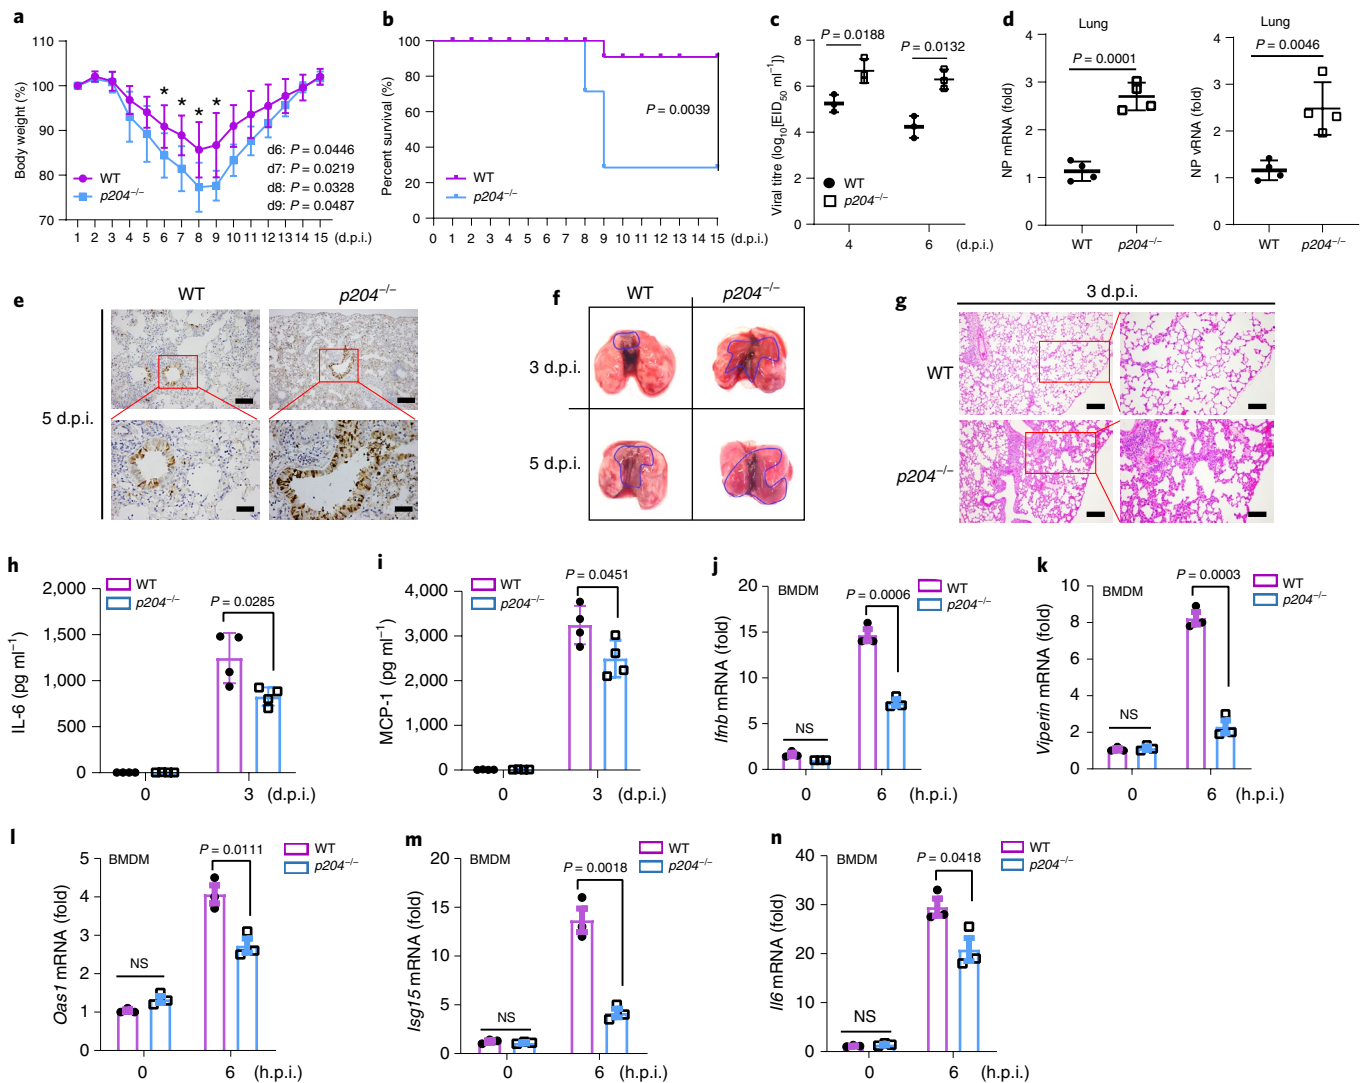 a
Body weight (%)
110
100
90
80
70
* * * *
d6: P = 0.0446
d7: P = 0.0219
d8: P = 0.0328
d9: P = 0.0487
WT
p204–/–
1 2 3 4 5 6 7 8 9 10 11 12 13 14 15 (d.p.i.)
b
Percent survival (%)
100
80
60
40
20
0
P = 0.0039
WT
p204–/–
0 1 2 3 4 5 6 7 8 9 10 11 12 13 14 15 (d.p.i.)
c
Viral titre (log10[EID50 ml–1])
8
6
4
2
0
P = 0.0188
P = 0.0132
WT
p204–/–
4 6 (d.p.i.)
d
Lung
NP mRNA (fold)
4
3
2
1
0
P = 0.0001
WT p204–/–
Lung
NP vRNA (fold)
4
3
2
1
0
P = 0.0046
WT p204–/–
e
WT p204–/–
5 d.p.i.
f
WT p204–/–
3 d.p.i.
5 d.p.i.
g
3 d.p.i.
WT
p204–/–
h
IL-6 (pg ml–1)
2,000
1,500
1,000
500
0
WT
p204–/–
P = 0.0285
0 3 (d.p.i.)
i
MCP-1 (pg ml–1)
4,000
3,000
2,000
1,000
0
WT
p204–/–
P = 0.0451
0 3 (d.p.i.)
j
Ifnb mRNA (fold)
20
15
10
5
0
BMDM
WT
p204–/–
P = 0.0006
NS
0 6 (h.p.i.)
k
Viperin mRNA (fold)
10
8
6
4
2
0
BMDM
WT
p204–/–
P = 0.0003
NS
0 6 (h.p.i.)
l
Oas1 mRNA (fold)
5
4
3
2
1
0
BMDM
WT
p204–/–
P = 0.0111
NS
0 6 (h.p.i.)
m
Isg15 mRNA (fold)
20
15
10
5
0
BMDM
WT
p204–/–
P = 0.0018
NS
0 6 (h.p.i.)
n
Il6 mRNA (fold)
40
30
20
10
0
BMDM
WT
p204–/–
P = 0.0418
NS
0 6 (h.p.i.)